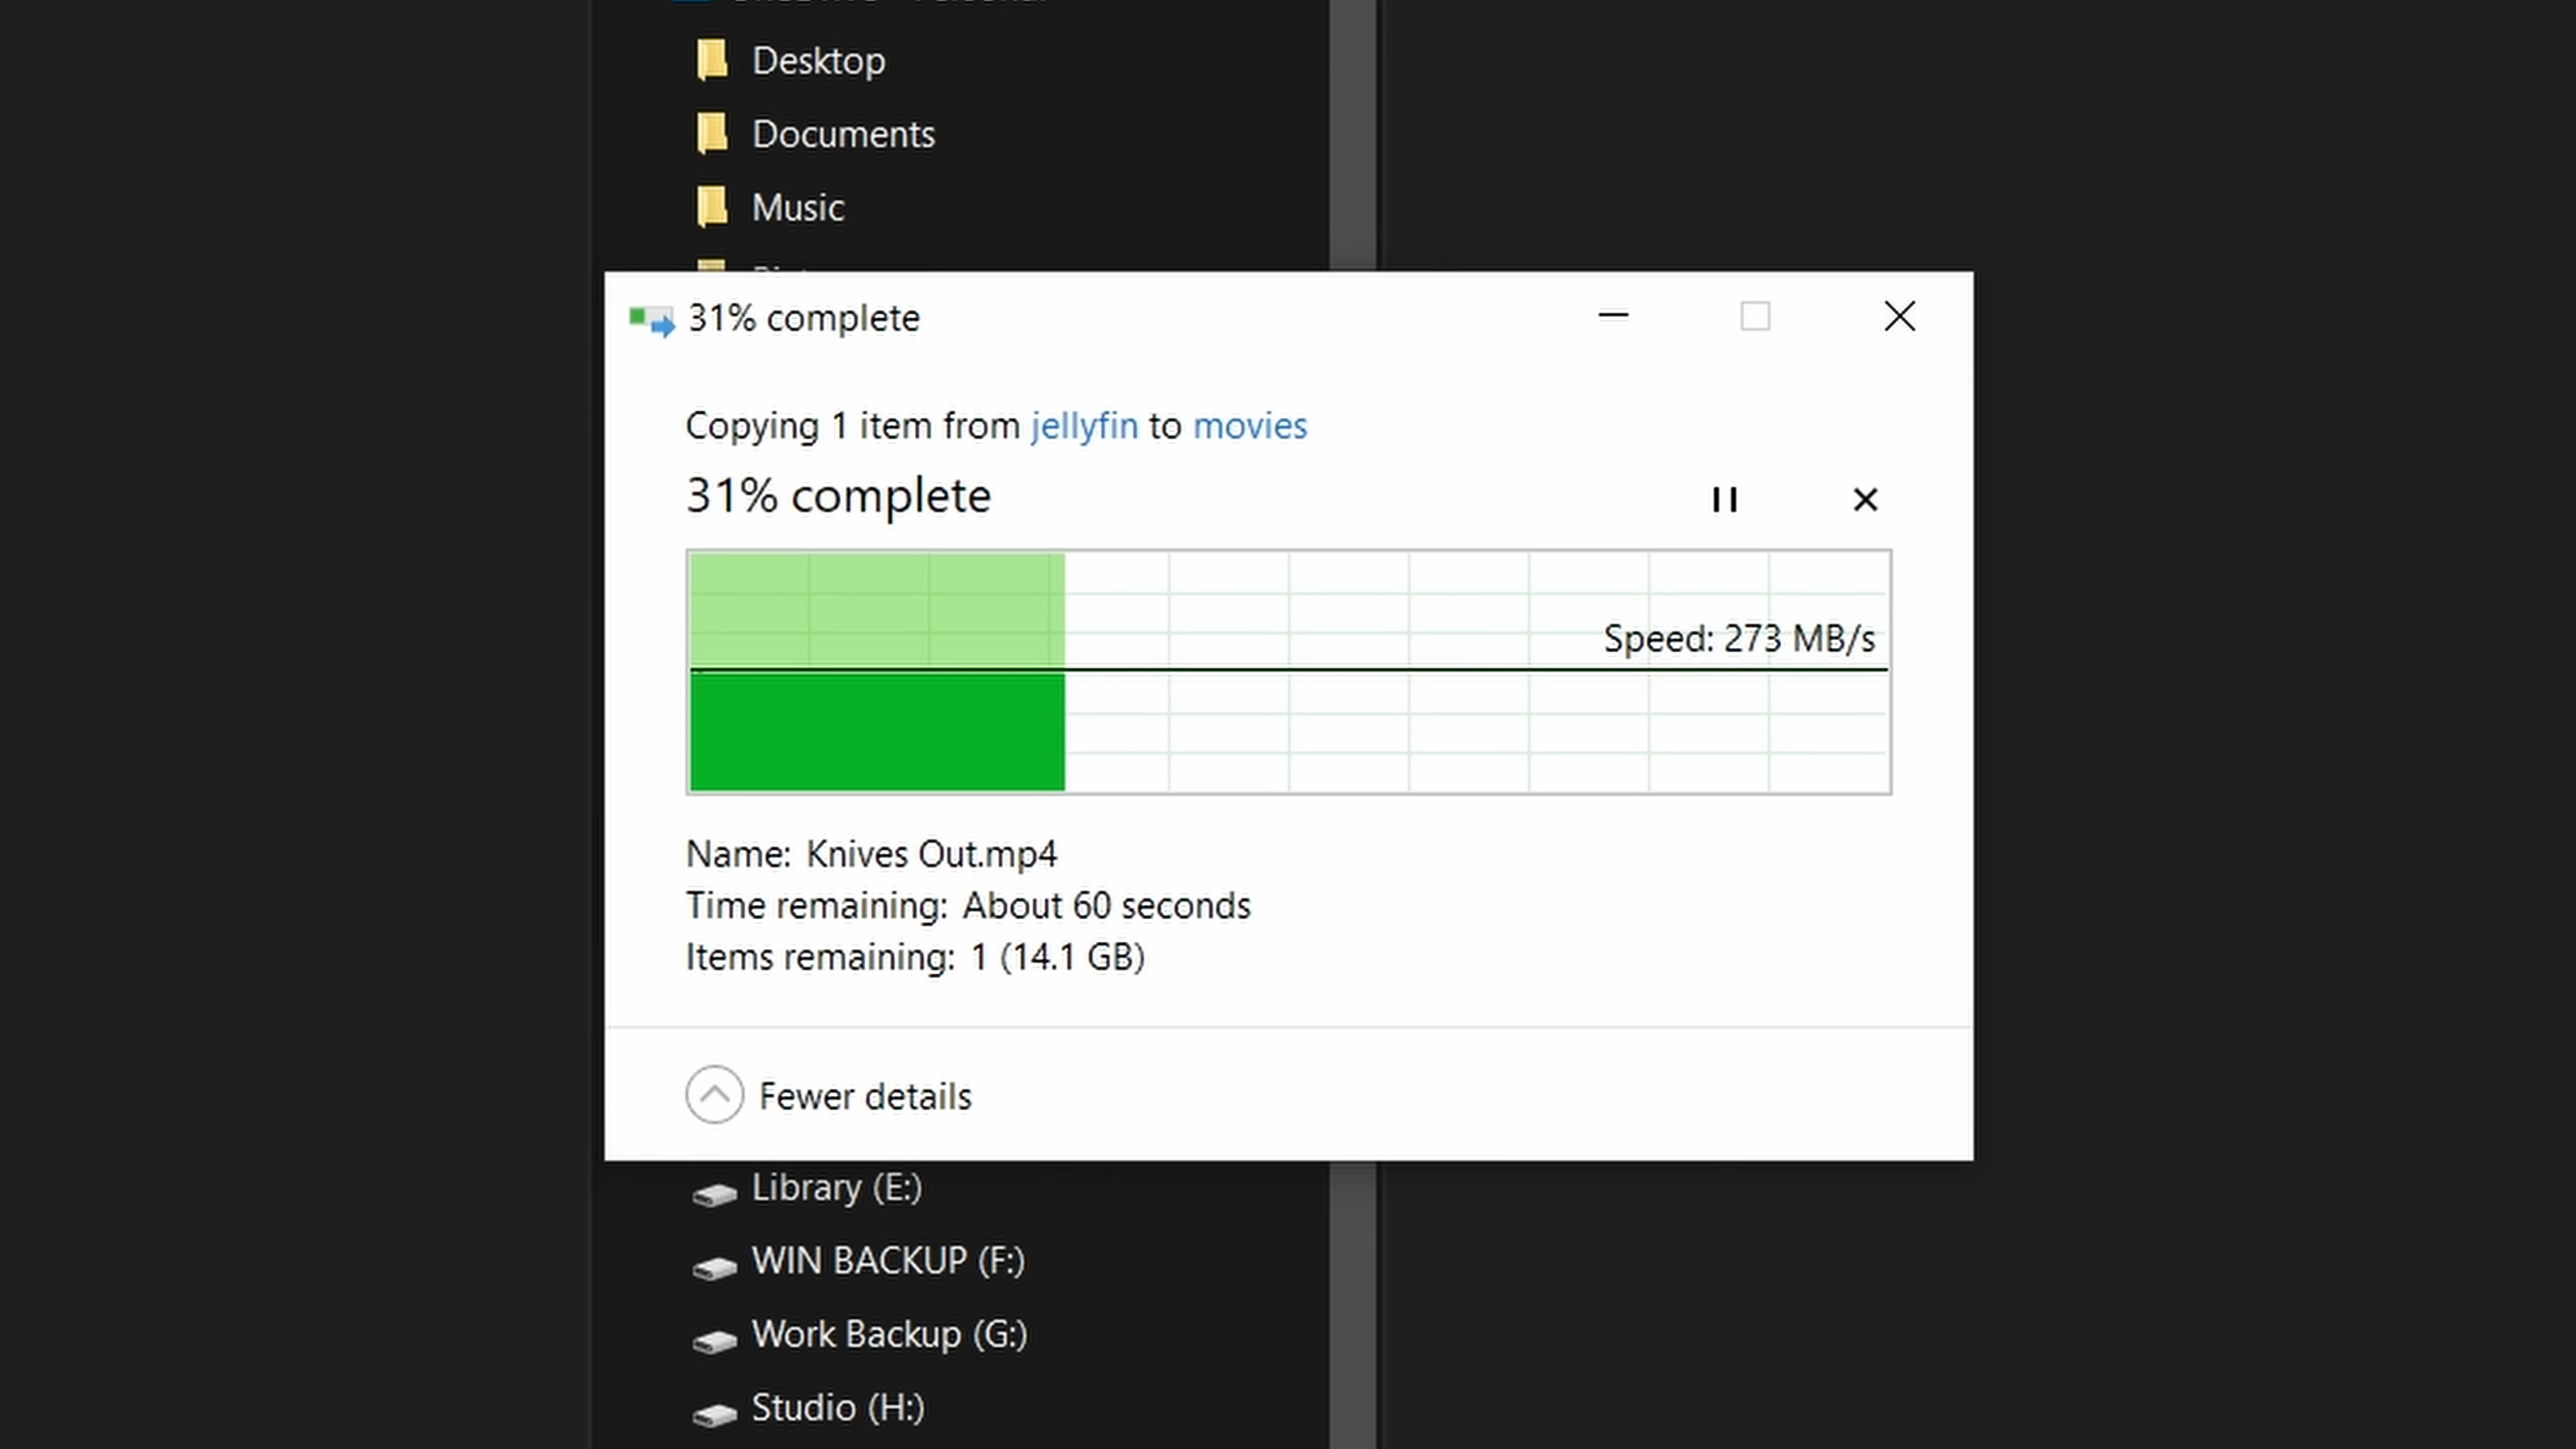 Desktop
Documents
Music
31% complete
Copying 1 item from jellyfin to movies
31% complete
Speed: 273 MB/s
Name: Knives Out.mp4
Time remaining: About 60 seconds
Items remaining: 1 (14.1 GB)
Fewer details
Library (E:)
WIN BACKUP (F:)
Work Backup (G:)
Studio (H:)